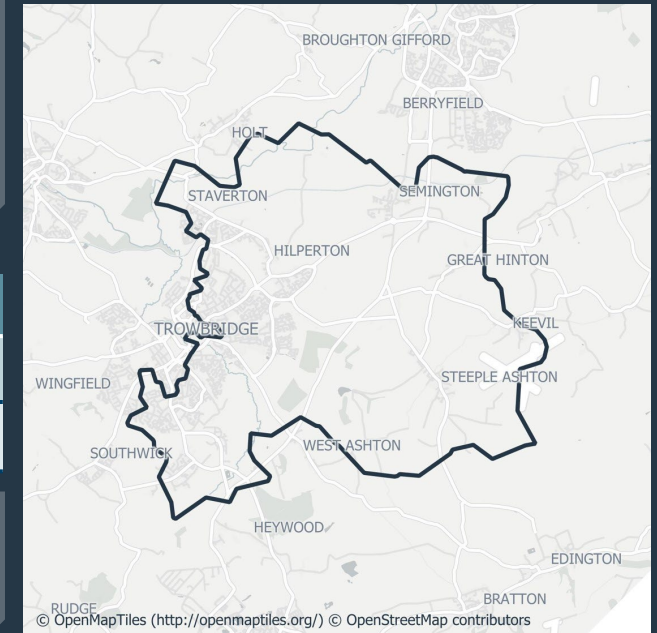 BROUGHTON GIFFORD
BERRYFIELD
HOLT
STAVERTON
SEMINGTON
HILPERTON
GREAT HINTON
KEEVIL
TROWBRIDGE
STEEPLE ASHTON
WINGFIELD
WEST ASHTON
SOUTHWICK
HEYWOOD
EDINGTON
BRATTON
RUDGE
© OpenMapTiles (http://openmaptiles.org/) © OpenStreetMap contributors